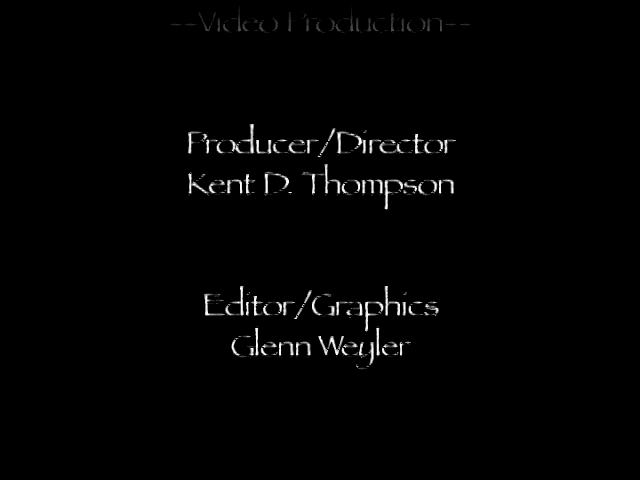 --Video Production--
Producer/Director
Kent D. Thompson
Editor/Graphics
Glenn Weyler